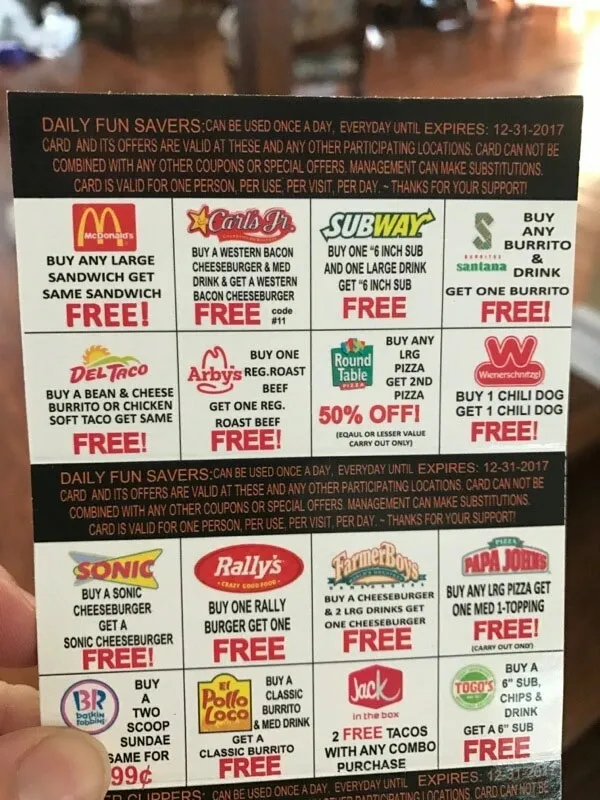 DAILY FUN SAVERS: CAN BE USED ONCE A DAY, EVERYDAY UNTIL EXPIRES: 12-31-2017
CARD AND ITS OFFERS ARE VALID AT THESE AND ANY OTHER PARTICIPATING LOCATIONS. CARD CAN NOT BE
COMBINED WITH ANY OTHER COUPONS OR SPECIAL OFFERS. MANAGEMENT CAN MAKE SUBSTITUTIONS.
CARD IS VALID FOR ONE PERSON, PER USE, PER VISIT, PER DAY. ~ THANKS FOR YOUR SUPPORT!
McDonald's
BUY ANY LARGE
SANDWICH GET
SAME SANDWICH
FREE!
Carl's Jr.
BUY A WESTERN BACON
CHEESEBURGER & MED
DRINK & GET A WESTERN
BACON CHEESEBURGER
FREE code
#11
SUBWAY
BUY ONE "6 INCH SUB
AND ONE LARGE DRINK
GET "6 INCH SUB
FREE
S
BURRITOS
santana
BUY
ANY
BURRITO
&
DRINK
GET ONE BURRITO
FREE!
DEL TACO
BUY A BEAN & CHEESE
BURRITO OR CHICKEN
SOFT TACO GET SAME
FREE!
Arby's
BUY ONE
REG.ROAST
BEEF
GET ONE REG.
ROAST BEEF
FREE!
Round
Table
PIZZA
BUY ANY
LRG
PIZZA
GET 2ND
PIZZA
50% OFF!
(EQAUL OR LESSER VALUE
CARRY OUT ONLY)
W
Wienerschnitzel
BUY 1 CHILI DOG
GET 1 CHILI DOG
FREE!
DAILY FUN SAVERS: CAN BE USED ONCE A DAY, EVERYDAY UNTIL EXPIRES: 12-31-2017
CARD AND ITS OFFERS ARE VALID AT THESE AND ANY OTHER PARTICIPATING LOCATIONS. CARD CAN NOT BE
COMBINED WITH ANY OTHER COUPONS OR SPECIAL OFFERS. MANAGEMENT CAN MAKE SUBSTITUTIONS.
CARD IS VALID FOR ONE PERSON, PER USE, PER VISIT, PER DAY. ~ THANKS FOR YOUR SUPPORT!
SONIC
BUY A SONIC
CHEESEBURGER
GET A
SONIC CHEESEBURGER
FREE!
Rally's
CRAZY GOOD FOOD
BUY ONE RALLY
BURGER GET ONE
FREE
FarmerBoys
BUY A CHEESEBURGER
& 2 LRG DRINKS GET
ONE CHEESEBURGER
FREE
PIZZA
PAPA JOHNS
BUY ANY LRG PIZZA GET
ONE MED 1-TOPPING
FREE!
(CARRY OUT ONLY)
BR
baskin
robbins
BUY
A
TWO
SCOOP
SUNDAE
SAME FOR
99¢
El
Pollo
Loco
BUY A
CLASSIC
BURRITO
& MED DRINK
GET A
CLASSIC BURRITO
FREE
Jack
in the box
2 FREE TACOS
WITH ANY COMBO
PURCHASE
TOGO'S
BUY A
6" SUB,
CHIPS &
DRINK
GET A 6" SUB
FREE
CLIPPERS: CAN BE USED ONCE A DAY, EVERYDAY UNTIL EXPIRES: 12-31-2017
PARTICIPATING LOCATIONS. CARD CAN NOT BE